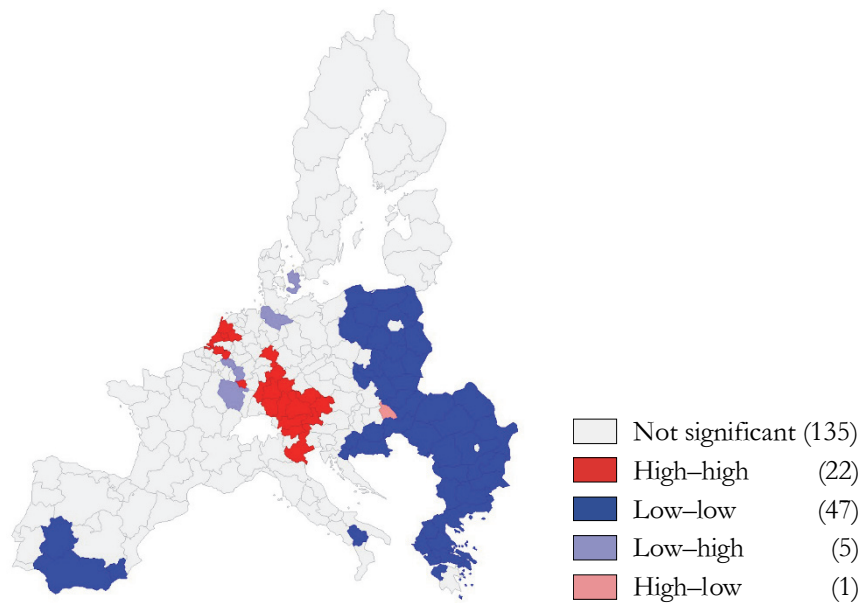 Not significant (135)
High–high (22)
Low–low (47)
Low–high (5)
High–low (1)